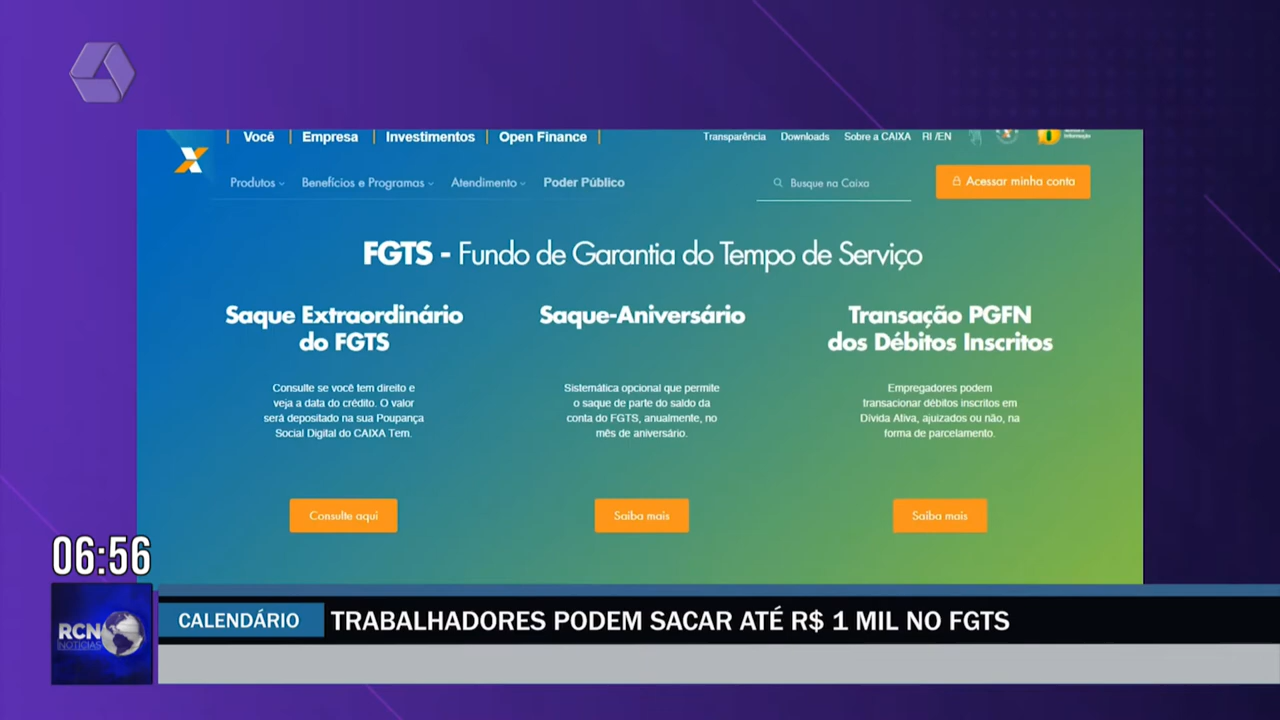 Você
Empresa
Investimentos
Open Finance
Transparência
Downloads
Sobre a CAIXA
RI /EN
Produtos
Benefícios e Programas
Atendimento
Poder Público
Busque na Caixa
Acessar minha conta
FGTS - Fundo de Garantia do Tempo de Serviço
Saque Extraordinário
do FGTS
Consulte se você tem direito e
veja a data do crédito. O valor
será depositado na sua Poupança
Social Digital do CAIXA Tem.
Consulte aqui
Saque-Aniversário
Sistemática opcional que permite
o saque de parte do saldo da
conta do FGTS, anualmente, no
mês de aniversário.
Saiba mais
Transação PGFN
dos Débitos Inscritos
Empregadores podem
transacionar débitos inscritos em
Dívida Ativa, ajuizados ou não, na
forma de parcelamento.
Saiba mais
06:56
RCN
NOTÍCIAS
CALENDÁRIO
TRABALHADORES PODEM SACAR ATÉ R$ 1 MIL NO FGTS